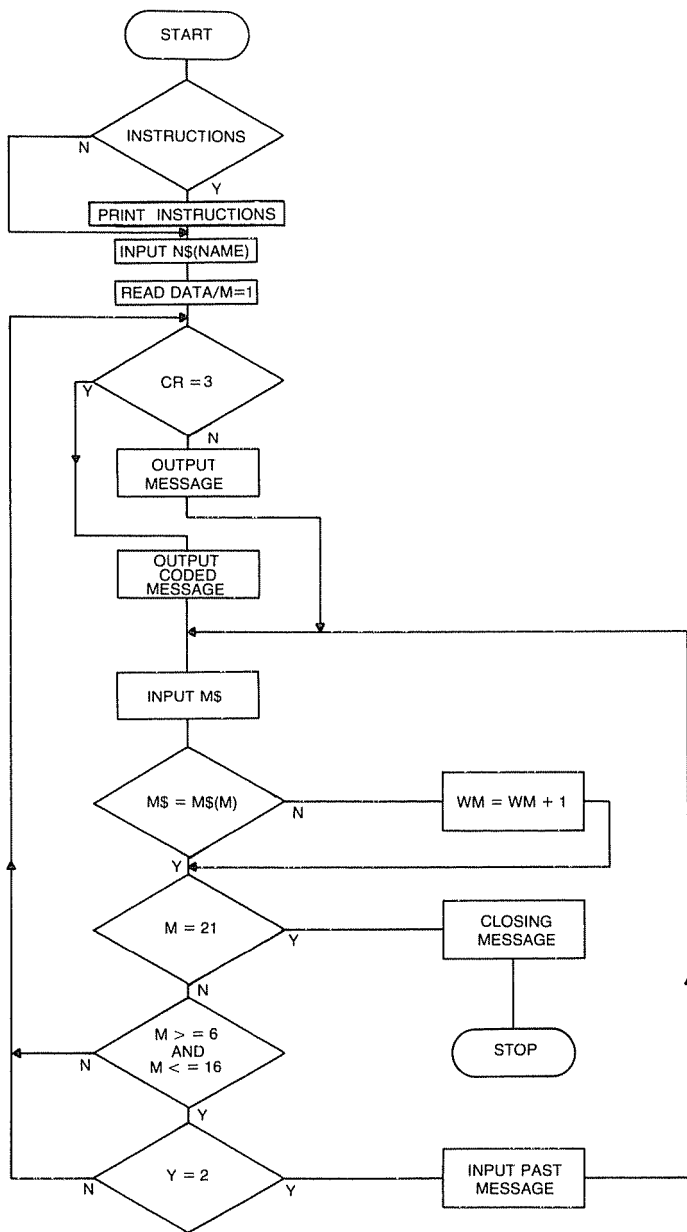 START
INSTRUCTIONS
N
Y
PRINT INSTRUCTIONS
INPUT N$(NAME)
READ DATA/M=1
CR = 3
Y
N
OUTPUT
MESSAGE
OUTPUT
CODED
MESSAGE
INPUT M$
M$ = M$(M)
N
WM = WM + 1
Y
M = 21
Y
CLOSING
MESSAGE
N
M > = 6
AND
M < = 16
N
STOP
Y
Y = 2
N
Y
INPUT PAST
MESSAGE